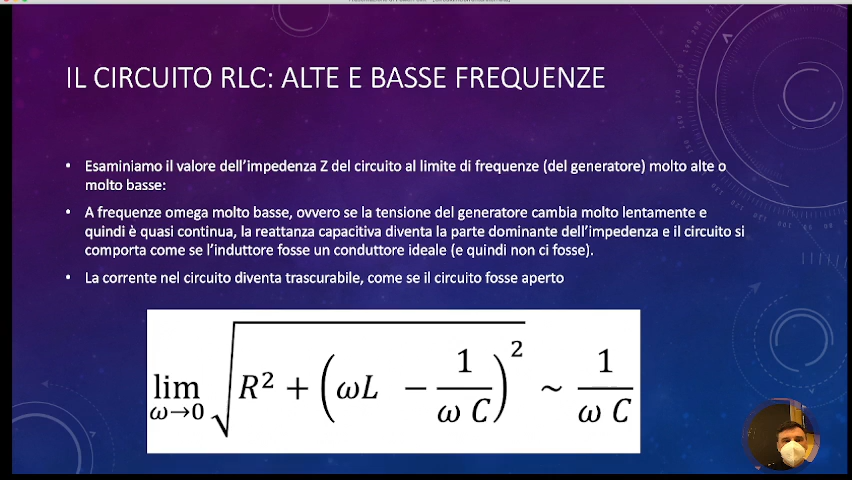 IL CIRCUITO RLC: ALTE E BASSE FREQUENZE
• Esaminiamo il valore dell'impedenza Z del circuito al limite di frequenze (del generatore) molto alte o
molto basse:
• A frequenze omega molto basse, ovvero se la tensione del generatore cambia molto lentamente e
quindi è quasi continua, la reattanza capacitiva diventa la parte dominante dell'impedenza e il circuito si
comporta come se l'induttore fosse un conduttore ideale (e quindi non ci fosse).
• La corrente nel circuito diventa trascurabile, come se il circuito fosse aperto
lim ω→0 √(R² + (ωL − 1/(ω C))²) ~ 1/(ω C)